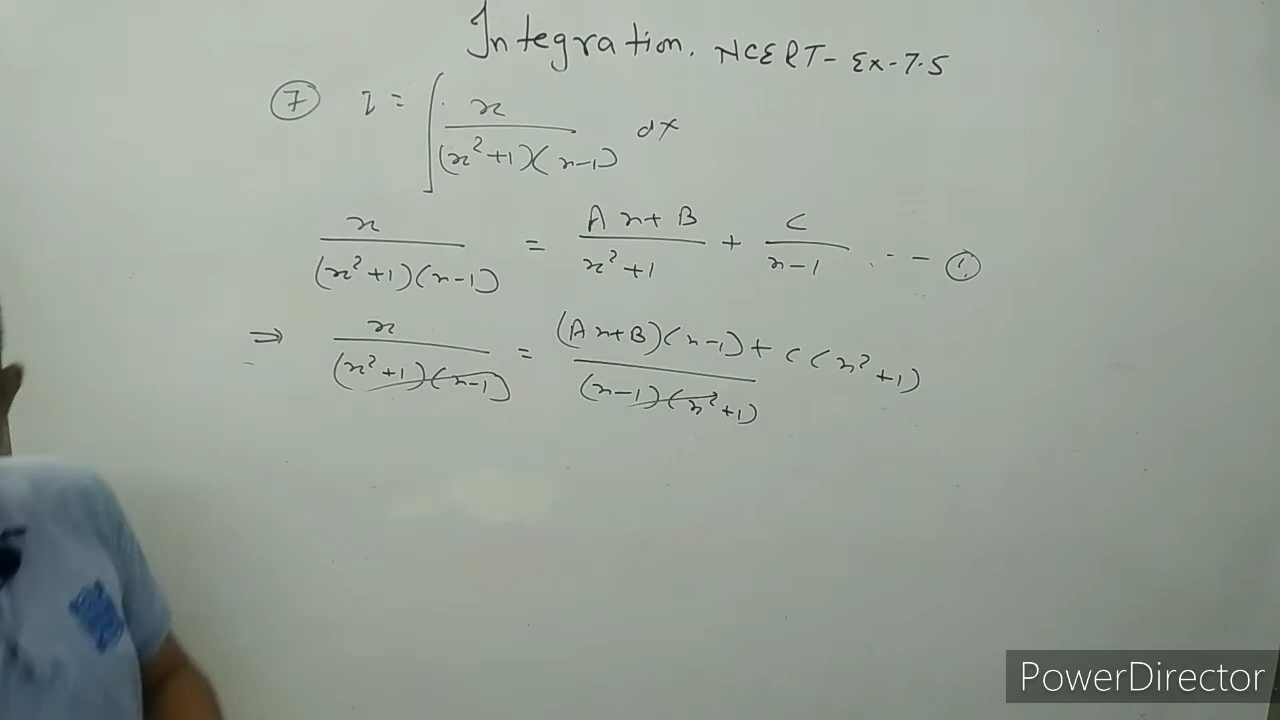 Integration. NCERT- Ex-7.5
⑦ I = ∫ x / (x²+1)(x-1) dx
x / (x²+1)(x-1) = Ax+B / x²+1 + C / x-1 . - - ①
⇒ x / (x²+1)(x-1) = (Ax+B)(x-1) + C(x²+1) / (x-1)(x²+1)
PowerDirector